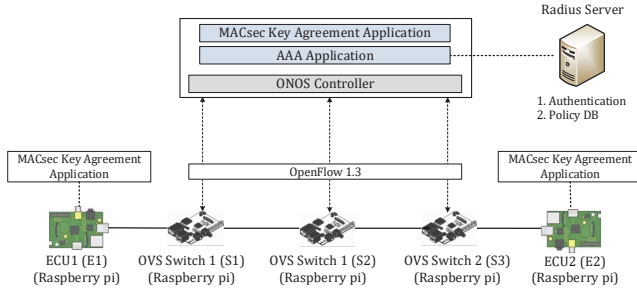 Radius Server
MACsec Key Agreement Application
AAA Application
ONOS Controller
1. Authentication
2. Policy DB
MACsec Key Agreement
Application
OpenFlow 1.3
MACsec Key Agreement
Application
ECU1 (E1)
(Raspberry pi)
OVS Switch 1 (S1)
(Raspberry pi)
OVS Switch 1 (S2)
(Raspberry pi)
OVS Switch 2 (S3)
(Raspberry pi)
ECU2 (E2)
(Raspberry pi)